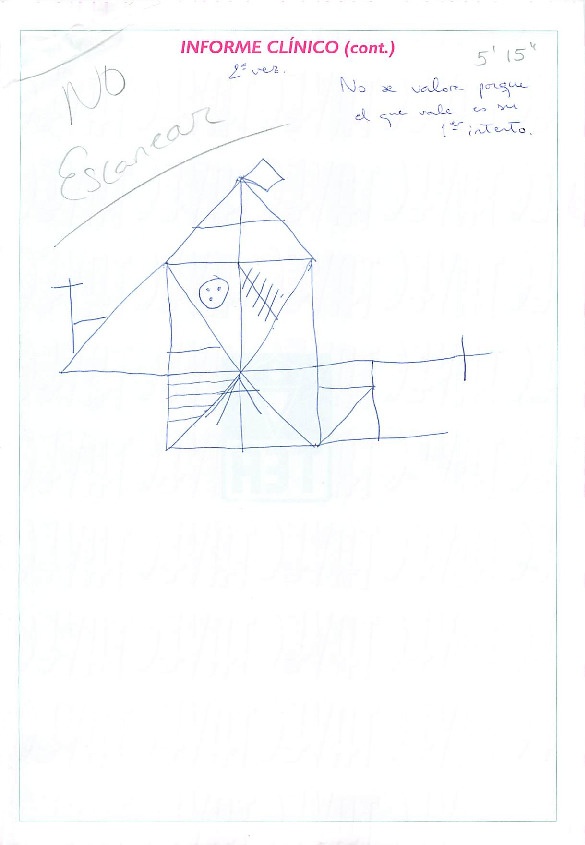 INFORME CLÍNICO (cont.)
5' 15"
2ª vez.
No se valora porque
el que vale es su
1er intento.
NO
Escanear